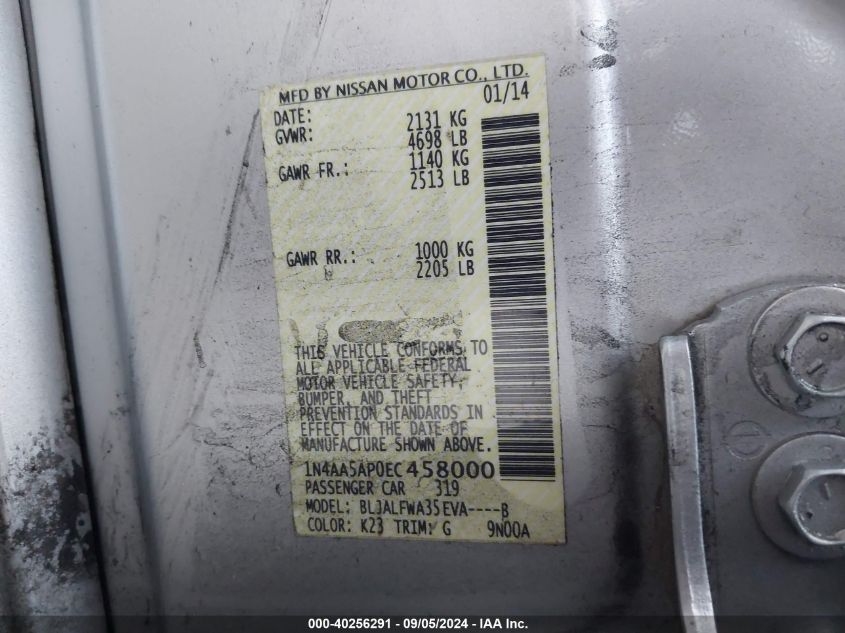 MFD BY NISSAN MOTOR CO., LTD.
DATE: 01/14
GVWR: 2131 KG
4698 LB
GAWR FR.: 1140 KG
2513 LB
GAWR RR.: 1000 KG
2205 LB
THIS VEHICLE CONFORMS TO
ALL APPLICABLE FEDERAL
MOTOR VEHICLE SAFETY,
BUMPER, AND THEFT
PREVENTION STANDARDS IN
EFFECT ON THE DATE OF
MANUFACTURE SHOWN ABOVE.
1N4AA5AP0EC458000
PASSENGER CAR 319
MODEL: BLJALFWA35EVA----B
COLOR: K23 TRIM: G 9N00A
000-40256291 - 09/05/2024 - IAA Inc.